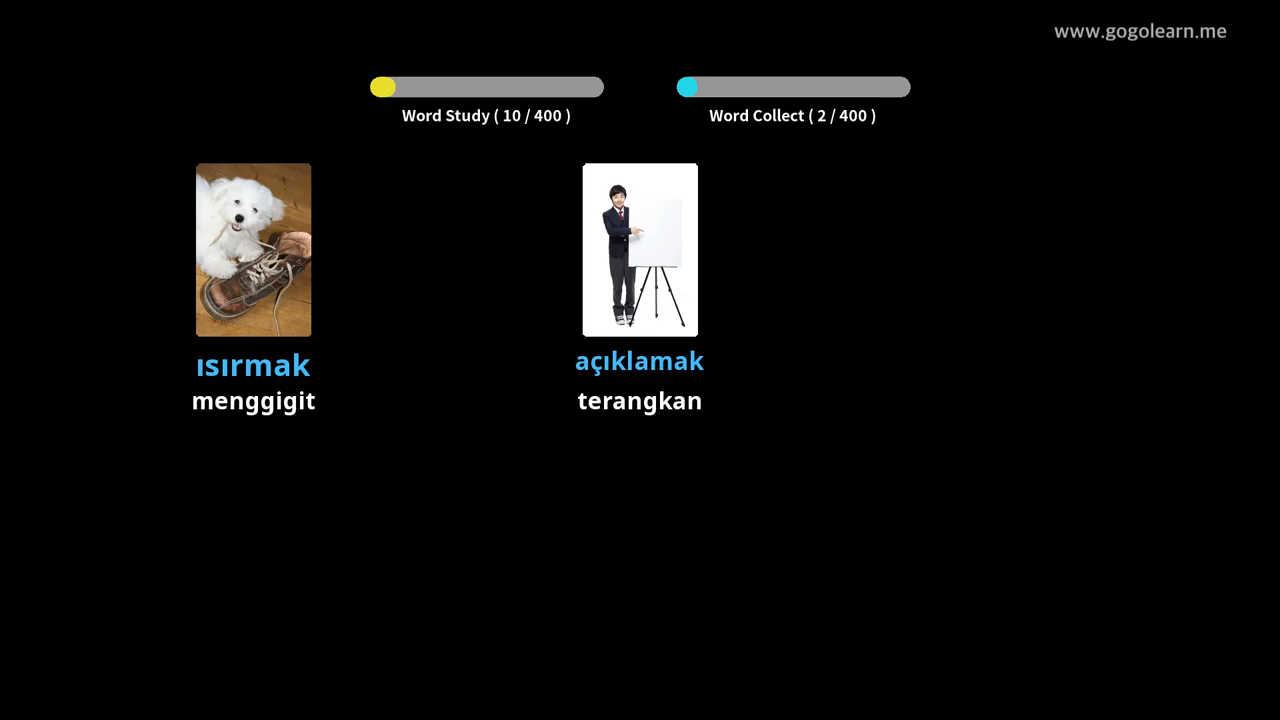 www.gogolearn.me
Word Study ( 10 / 400 )
Word Collect ( 2 / 400 )
ısırmak
menggigit
açıklamak
terangkan